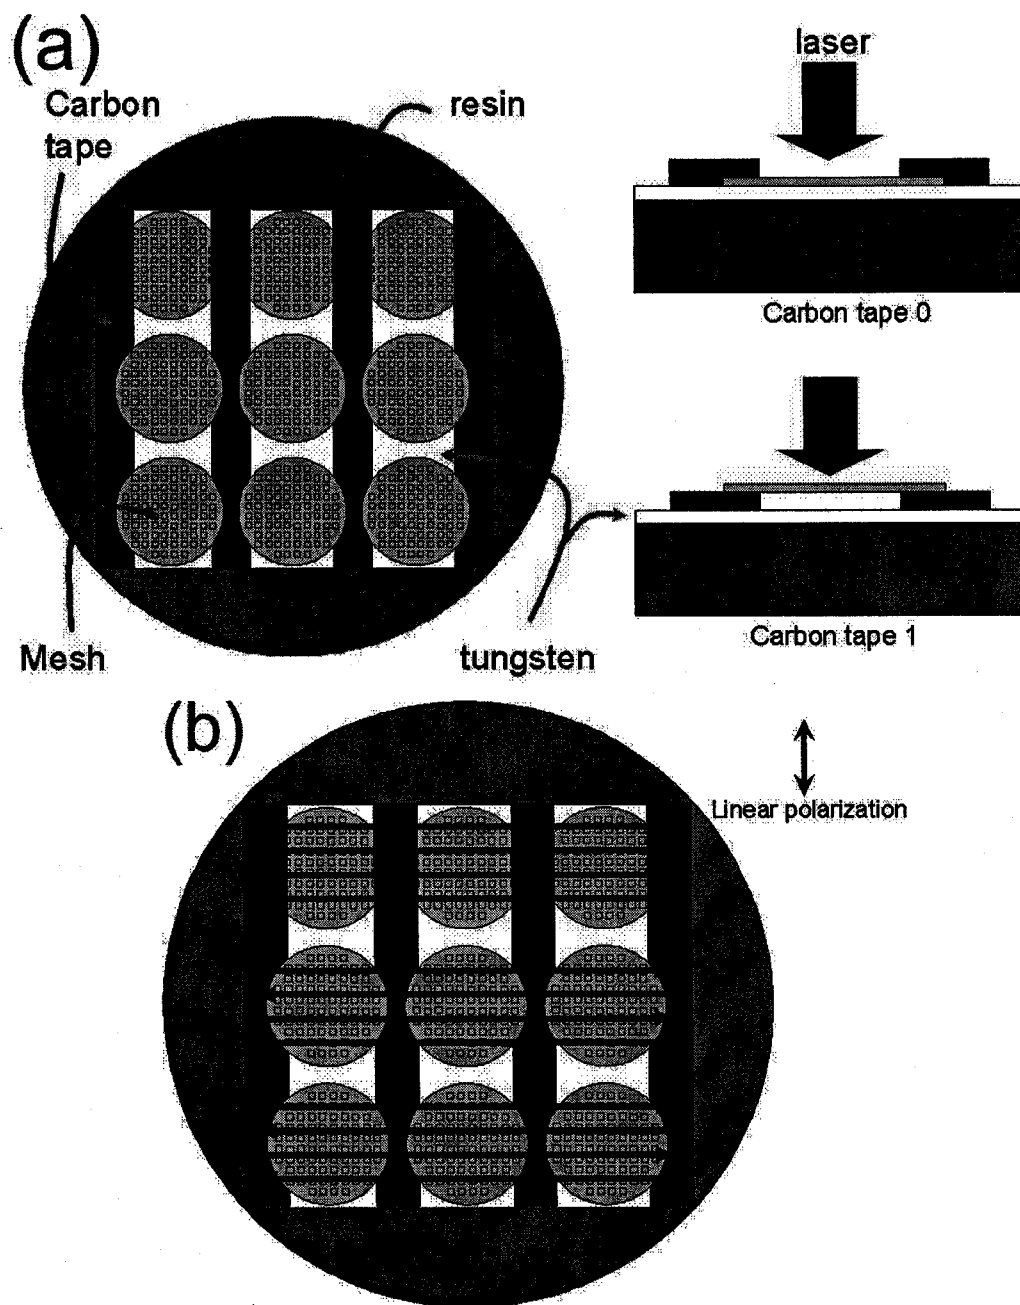 (a)
Carbon
tape
resin
laser
Carbon tape 0
Carbon tape 1
Mesh
tungsten
(b)
Linear polarization